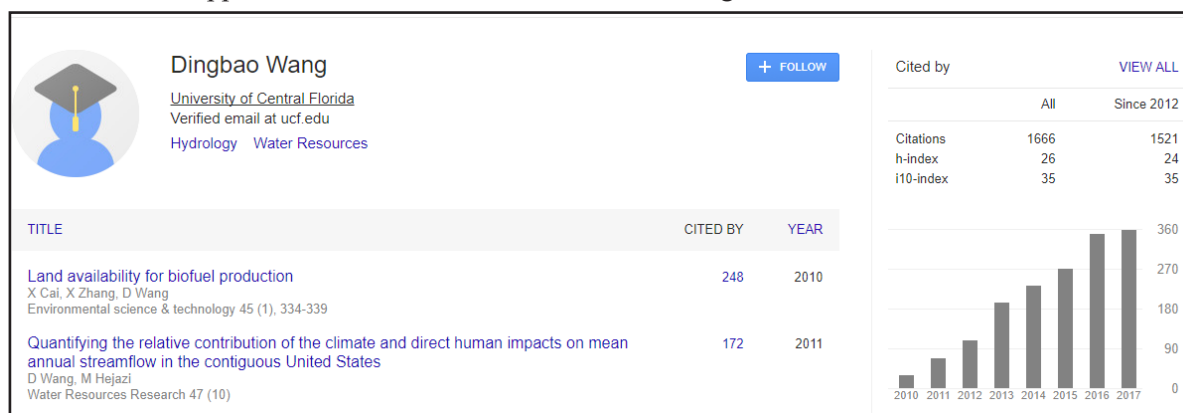 Dingbao Wang
+ FOLLOW
University of Central Florida
Verified email at ucf.edu
Hydrology Water Resources
TITLE CITED BY YEAR
Land availability for biofuel production 248 2010
X Cai, X Zhang, D Wang
Environmental science & technology 45 (1), 334-339
Quantifying the relative contribution of the climate and direct human impacts on mean 172 2011
annual streamflow in the contiguous United States
D Wang, M Hejazi
Water Resources Research 47 (10)
Cited by VIEW ALL
All Since 2012
Citations 1666 1521
h-index 26 24
i10-index 35 35
360
270
180
90
0
2010 2011 2012 2013 2014 2015 2016 2017